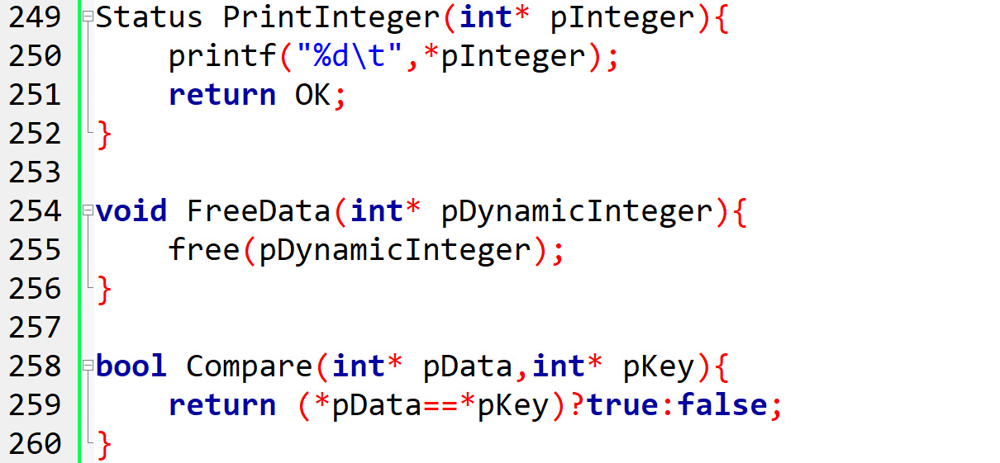 249 Status PrintInteger(int* pInteger){
250     printf("%d\t",*pInteger);
251     return OK;
252 }
253
254 void FreeData(int* pDynamicInteger){
255     free(pDynamicInteger);
256 }
257
258 bool Compare(int* pData,int* pKey){
259     return (*pData==*pKey)?true:false;
260 }